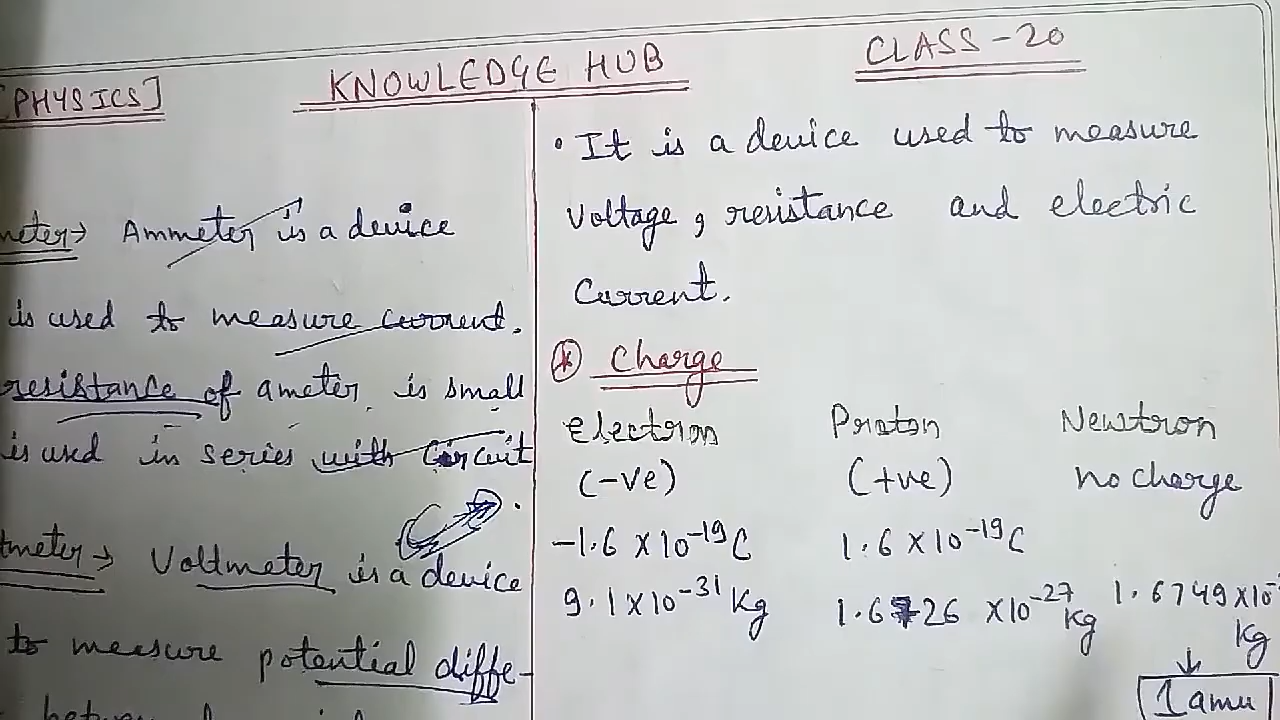 [PHYSICS]
KNOWLEDGE HUB
CLASS-20
meter→ Ammeter is a device
is used to measure current.
resistance of ameter is small
is used in series with circuit
.
tmeter→ Voltmeter is a device
to measure potential diffe-
• It is a device used to measure
Voltage, resistance and electric
Current.
* Charge
Electron Proton Newtron
(-ve) (+ve) no charge
-1.6 ×10⁻¹⁹C 1.6 ×10⁻¹⁹C
9.1×10⁻³¹ Kg 1.6726 ×10⁻²⁷ Kg 1.6749×10⁻ Kg
↓
1 amu